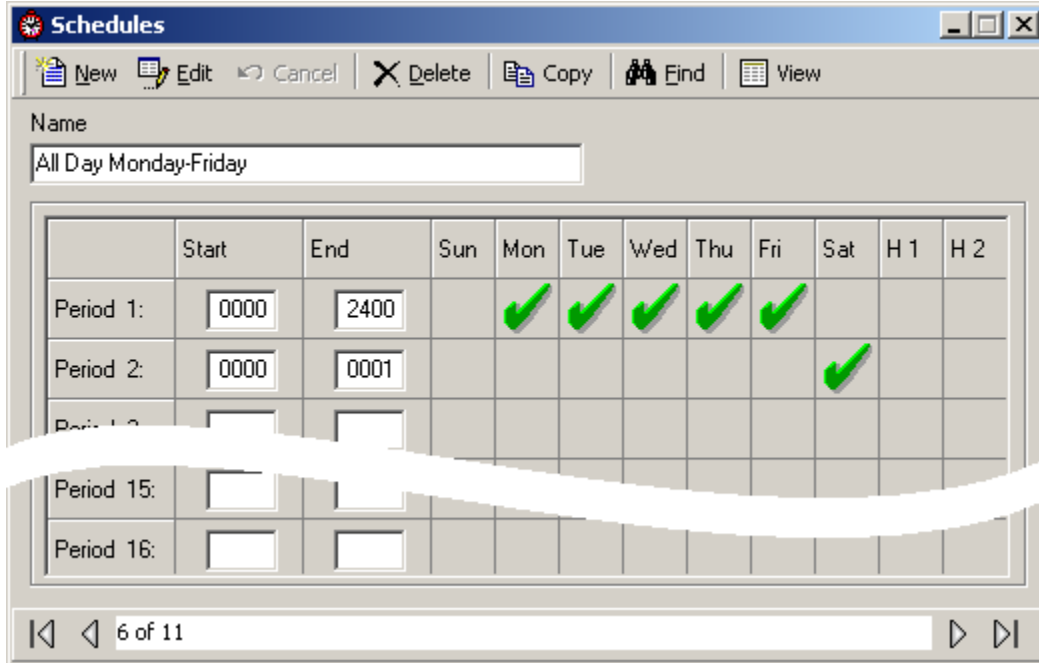 Schedules
New Edit Cancel Delete Copy Find View
Name
All Day Monday-Friday
Start End Sun Mon Tue Wed Thu Fri Sat H 1 H 2
Period 1: 0000 2400
Period 2: 0000 0001
Period 15:
Period 16:
6 of 11